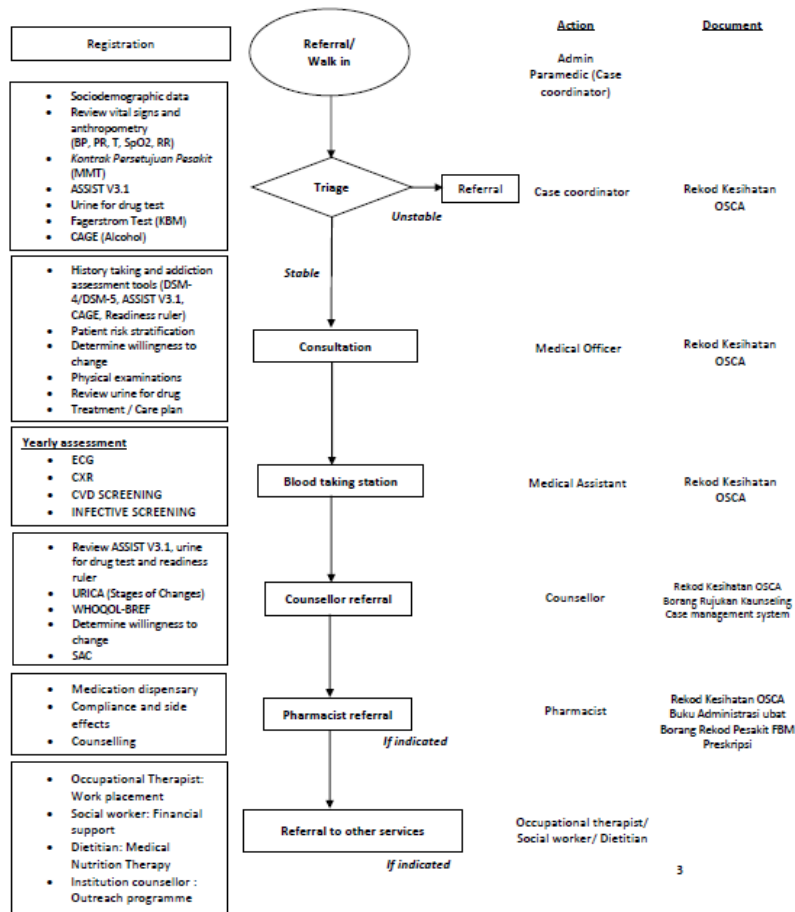 Registration
Referral/
Walk in
Action
Document
Admin
Paramedic (Case
coordinator)
• Sociodemographic data
• Review vital signs and
anthropometry
(BP, PR, T, SpO2, RR)
• Kontrak Persetujuan Pesakit
(MMT)
• ASSIST V3.1
• Urine for drug test
• Fagerstrom Test (KBM)
• CAGE (Alcohol)
Triage
Referral
Unstable
Case coordinator
Rekod Kesihatan
OSCA
Stable
• History taking and addiction
assessment tools (DSM-
4/DSM-5, ASSIST V3.1,
CAGE, Readiness ruler)
• Patient risk stratification
• Determine willingness to
change
• Physical examinations
• Review urine for drug
• Treatment / Care plan
Consultation
Medical Officer
Rekod Kesihatan
OSCA
Yearly assessment
• ECG
• CXR
• CVD SCREENING
• INFECTIVE SCREENING
Blood taking station
Medical Assistant
Rekod Kesihatan
OSCA
• Review ASSIST V3.1, urine
for drug test and readiness
ruler
• URICA (Stages of Changes)
• WHOQOL-BREF
• Determine willingness to
change
• SAC
Counsellor referral
Counsellor
Rekod Kesihatan OSCA
Borang Rujukan Kaunseling
Case management system
• Medication dispensary
• Compliance and side
effects
• Counselling
Pharmacist referral
If indicated
Pharmacist
Rekod Kesihatan OSCA
Buku Administrasi ubat
Borang Rekod Pesakit FBM
Preskripsi
• Occupational Therapist:
Work placement
• Social worker: Financial
support
• Dietitian: Medical
Nutrition Therapy
• Institution counsellor :
Outreach programme
Referral to other services
If indicated
Occupational therapist/
Social worker/ Dietitian
3